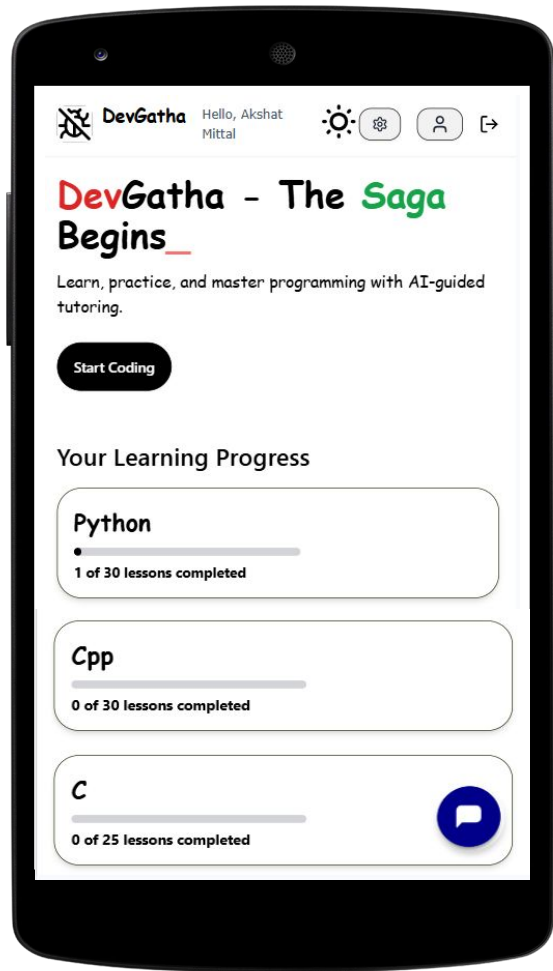 DevGatha
Hello, Akshat
Mittal
DevGatha - The Saga
Begins_
Learn, practice, and master programming with AI-guided
tutoring.
Start Coding
Your Learning Progress
Python
1 of 30 lessons completed
Cpp
0 of 30 lessons completed
C
0 of 25 lessons completed